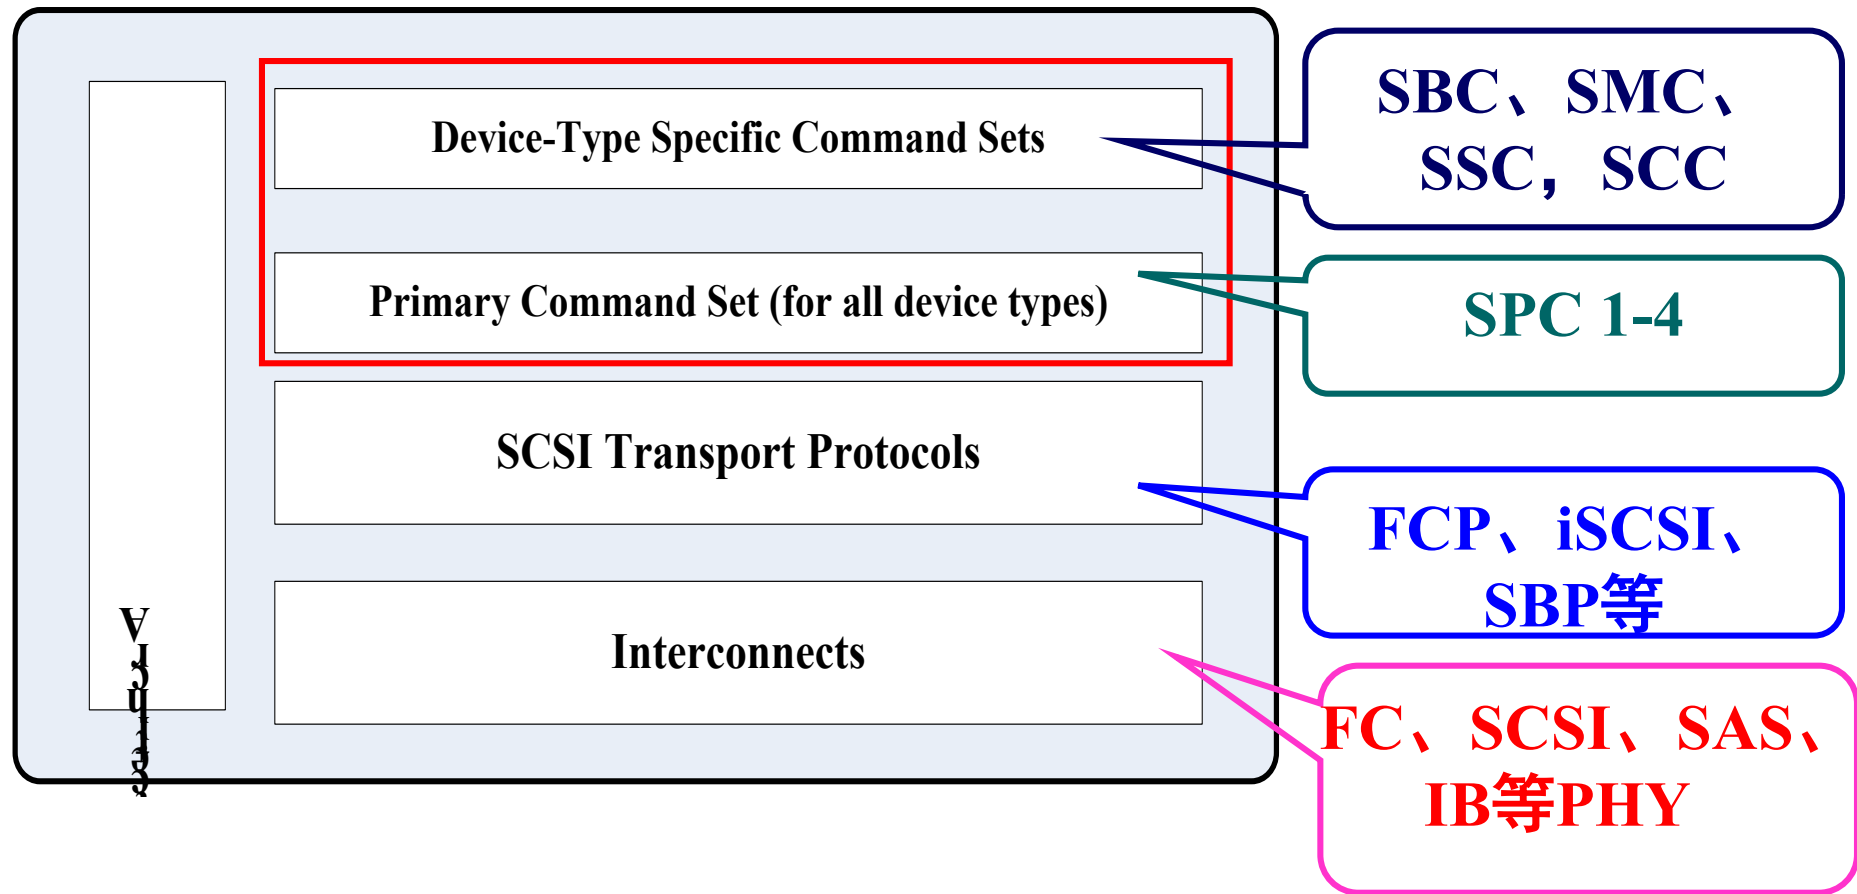 Device-Type Specific Command Sets
SBC、SMC、
SSC，SCC
Primary Command Set (for all device types)
SPC 1-4
SCSI Transport Protocols
FCP、iSCSI、
SBP等
Interconnects
FC、SCSI、SAS、
IB等PHY